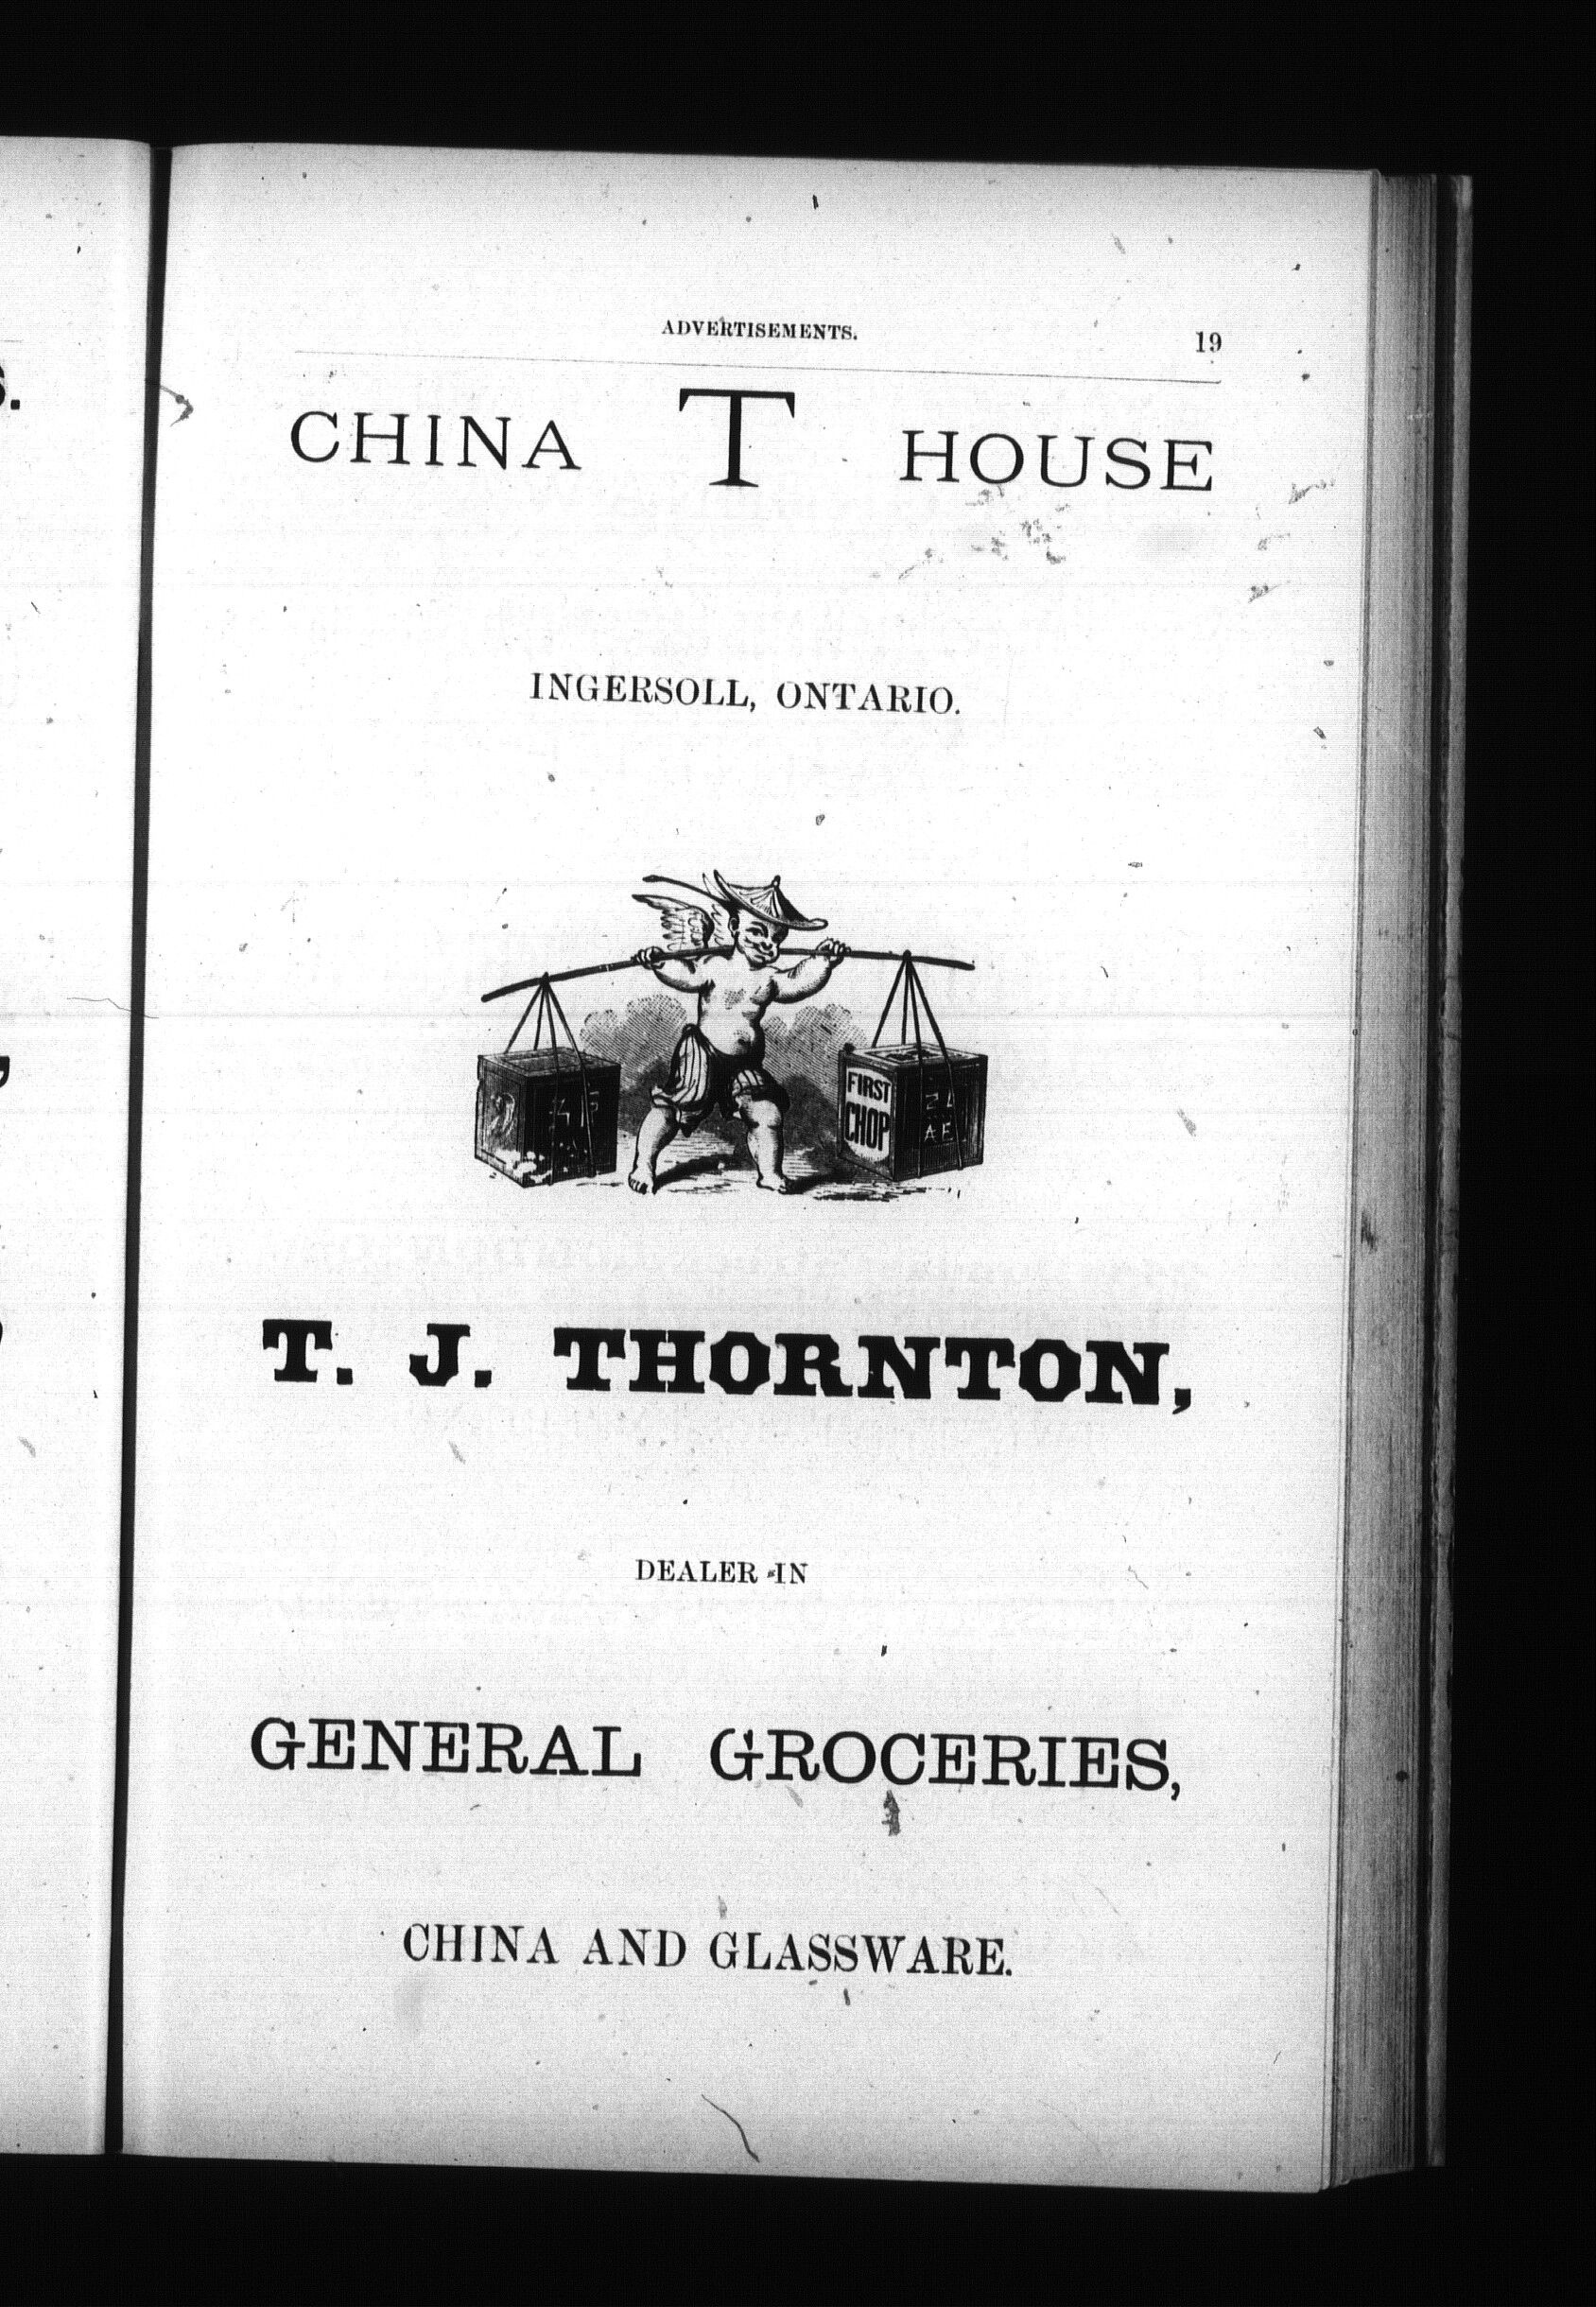 ADVERTISEMENTS. 19
CHINA T HOUSE
INGERSOLL, ONTARIO.
FIRST
CHOP
T. J. THORNTON,
DEALER IN
GENERAL GROCERIES,
CHINA AND GLASSWARE.